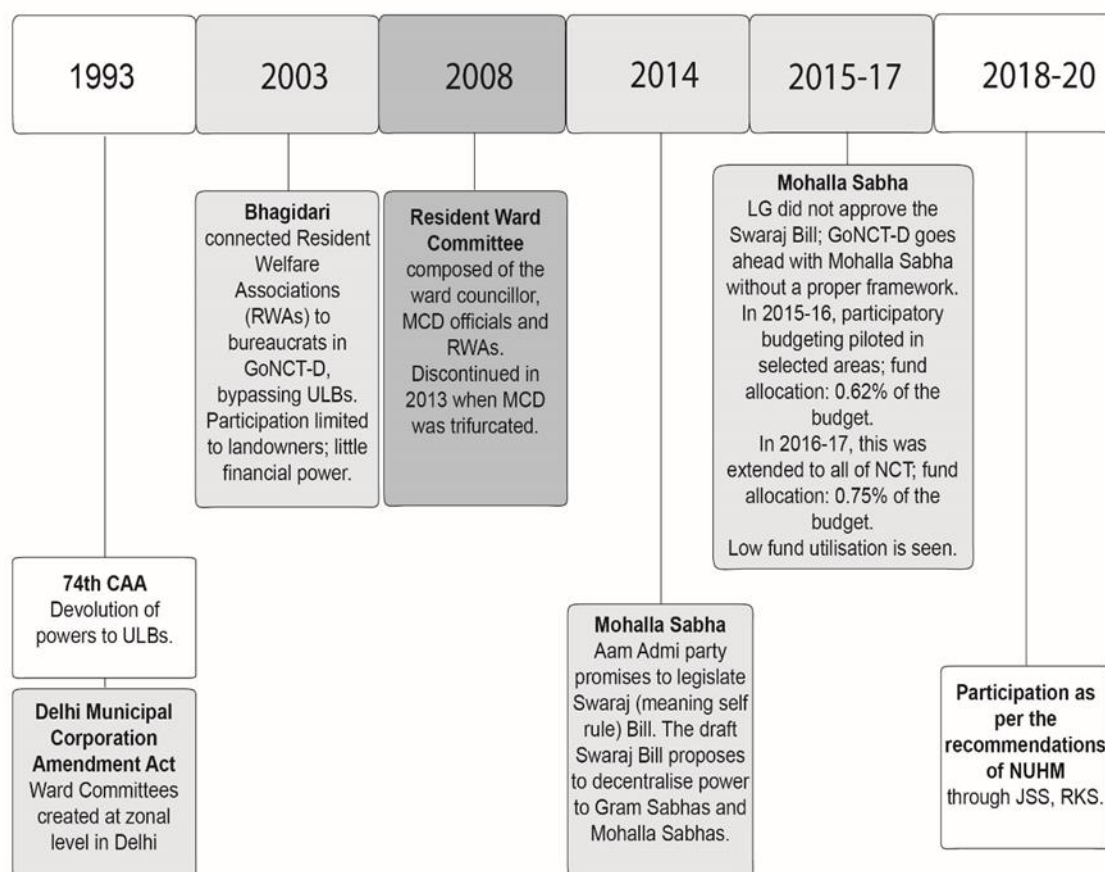 1993
2003
2008
2014
2015-17
2018-20
74th CAA
Devolution of
powers to ULBs.
Delhi Municipal
Corporation
Amendment Act
Ward Committees
created at zonal
level in Delhi
Bhagidari
connected Resident
Welfare
Associations
(RWAs) to
bureaucrats in
GoNCT-D,
bypassing ULBs.
Participation limited
to landowners; little
financial power.
Resident Ward
Committee
composed of the
ward councillor,
MCD officials and
RWAs.
Discontinued in
2013 when MCD
was trifurcated.
Mohalla Sabha
Aam Admi party
promises to legislate
Swaraj (meaning self
rule) Bill. The draft
Swaraj Bill proposes
to decentralise power
to Gram Sabhas and
Mohalla Sabhas.
Mohalla Sabha
LG did not approve the
Swaraj Bill; GoNCT-D goes
ahead with Mohalla Sabha
without a proper framework.
In 2015-16, participatory
budgeting piloted in
selected areas; fund
allocation: 0.62% of the
budget.
In 2016-17, this was
extended to all of NCT; fund
allocation: 0.75% of the
budget.
Low fund utilisation is seen.
Participation as
per the
recommendations
of NUHM
through JSS, RKS.